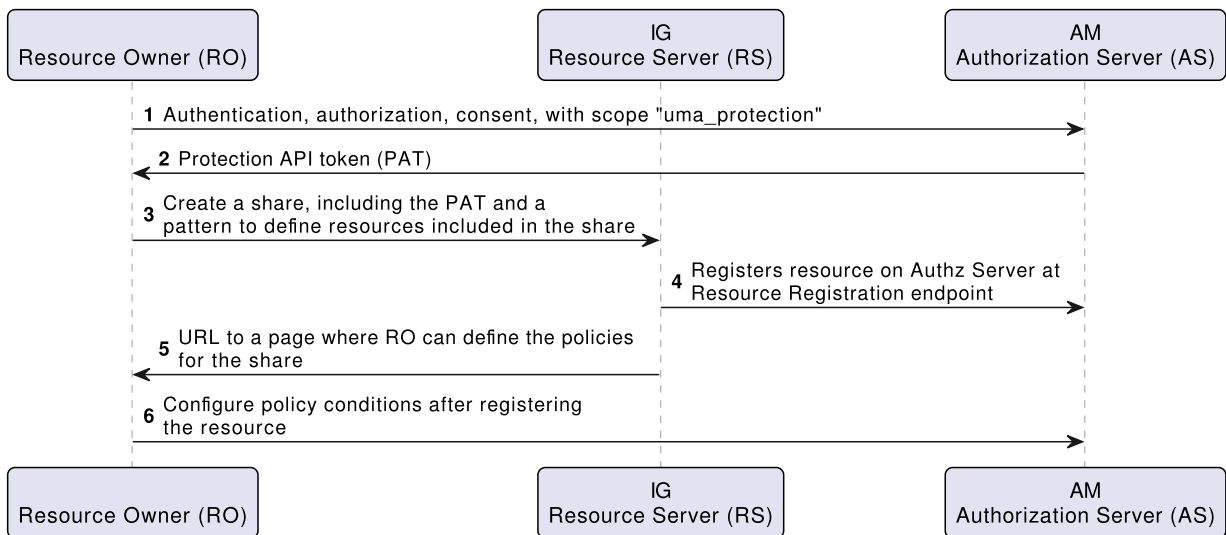 Resource Owner (RO)
IG
Resource Server (RS)
AM
Authorization Server (AS)
1 Authentication, authorization, consent, with scope "uma_protection"
2 Protection API token (PAT)
3 Create a share, including the PAT and a
pattern to define resources included in the share
4 Registers resource on Authz Server at
Resource Registration endpoint
5 URL to a page where RO can define the policies
for the share
6 Configure policy conditions after registering
the resource
Resource Owner (RO)
IG
Resource Server (RS)
AM
Authorization Server (AS)